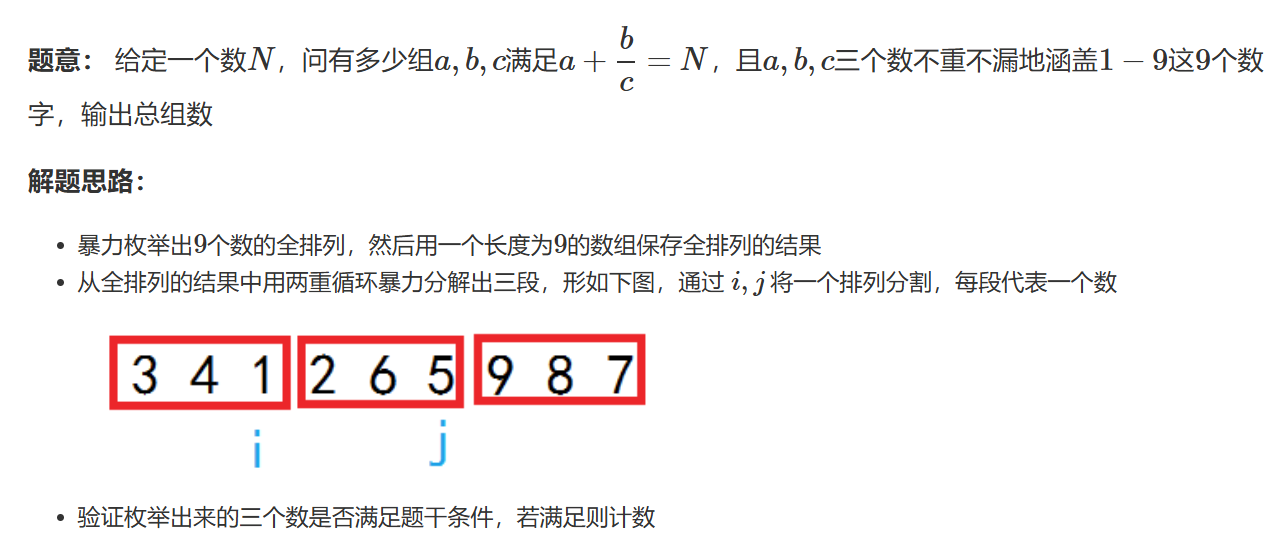 题意： 给定一个数N，问有多少组a,b,c满足a + b/c = N，且a,b,c三个数不重不漏地涵盖1 − 9这9个数
字，输出总组数
解题思路：
• 暴力枚举出9个数的全排列，然后用一个长度为9的数组保存全排列的结果
• 从全排列的结果中用两重循环暴力分解出三段，形如下图，通过 i,j 将一个排列分割，每段代表一个数
3 4 1 2 6 5 9 8 7
i j
• 验证枚举出来的三个数是否满足题干条件，若满足则计数